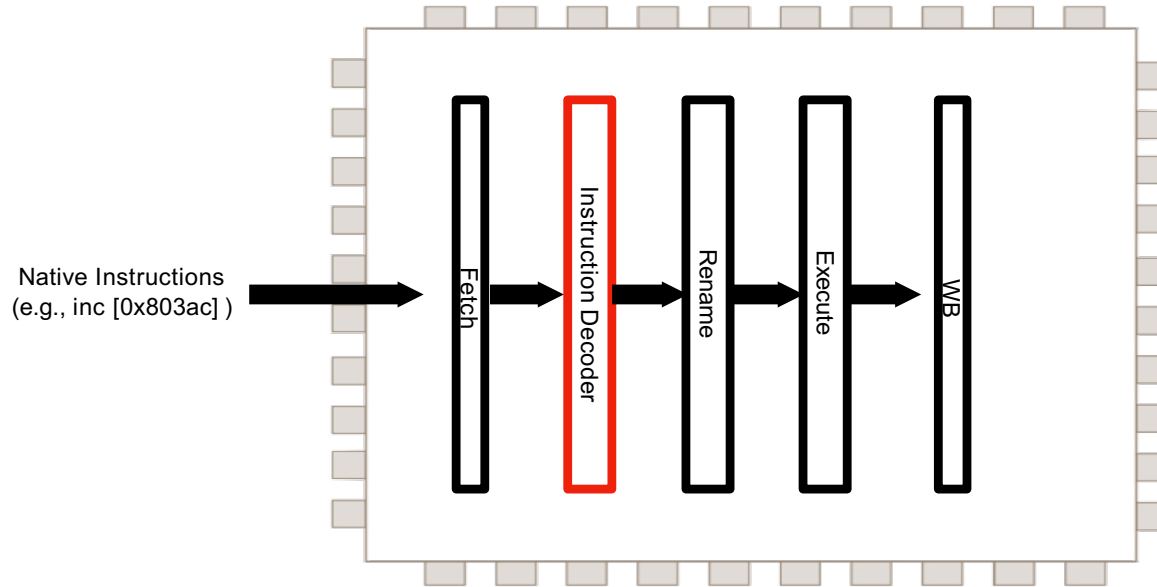 Native Instructions
(e.g., inc [0x803ac] )
Fetch
Instruction Decoder
Rename
Execute
WB